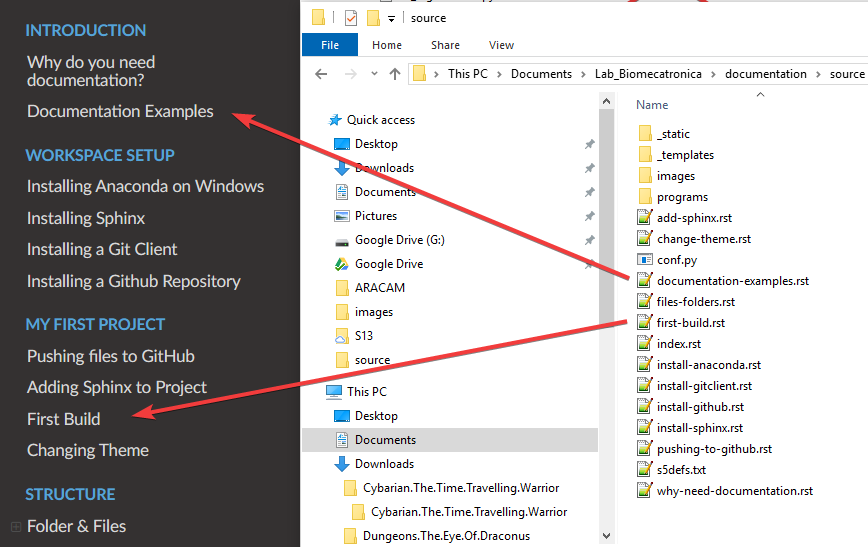 INTRODUCTION
Why do you need
documentation?
Documentation Examples
WORKSPACE SETUP
Installing Anaconda on Windows
Installing Sphinx
Installing a Git Client
Installing a Github Repository
MY FIRST PROJECT
Pushing files to GitHub
Adding Sphinx to Project
First Build
Changing Theme
STRUCTURE
Folder & Files
source
File Home Share View
This PC Documents Lab_Biomecatronica documentation source
Quick access
Desktop
Downloads
Documents
Pictures
Google Drive (G:)
Google Drive
ARACAM
images
S13
source
This PC
Desktop
Documents
Downloads
Cybarian.The.Time.Travelling.Warrior
Cybarian.The.Time.Travelling.Warrior
Dungeons.The.Eye.Of.Draconus
Name
_static
_templates
images
programs
add-sphinx.rst
change-theme.rst
conf.py
documentation-examples.rst
files-folders.rst
first-build.rst
index.rst
install-anaconda.rst
install-gitclient.rst
install-github.rst
install-sphinx.rst
pushing-to-github.rst
s5defs.txt
why-need-documentation.rst